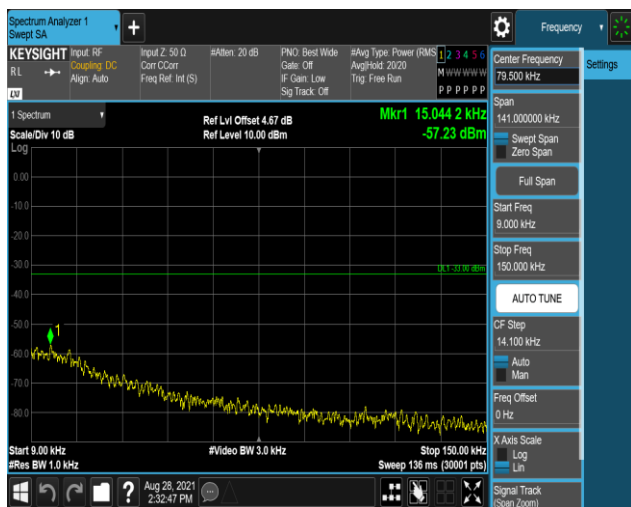 Spectrum Analyzer 1
Swept SA
+
Frequency
KEYSIGHT
Input: RF
Input Z: 50 Ω
#Atten: 20 dB
PNO: Best Wide
#Avg Type: Power (RMS
1 2 3 4 5 6
RL
Coupling: DC
Corr CCorr
Gate: Off
Avg|Hold: 20/20
M W W W W W
Align: Auto
Freq Ref: Int (S)
IF Gain: Low
Trig: Free Run
Sig Track: Off
P P P P P P
LXI
1 Spectrum
Ref Lvl Offset 4.67 dB
Mkr1 15.044 2 kHz
Scale/Div 10 dB
Ref Level 10.00 dBm
-57.23 dBm
Log
0.00
-10.0
-20.0
-30.0
DL1 -33.00 dBm
-40.0
-50.0
1
-60.0
-70.0
-80.0
Start 9.00 kHz
#Video BW 3.0 kHz
Stop 150.00 kHz
#Res BW 1.0 kHz
Sweep 136 ms (30001 pts)
?
Aug 28, 2021
2:32:47 PM
Center Frequency
79.500 kHz
Settings
Span
141.000000 kHz
Swept Span
Zero Span
Full Span
Start Freq
9.000 kHz
Stop Freq
150.000 kHz
AUTO TUNE
CF Step
14.100 kHz
Auto
Man
Freq Offset
0 Hz
X Axis Scale
Log
Lin
Signal Track
(Span Zoom)